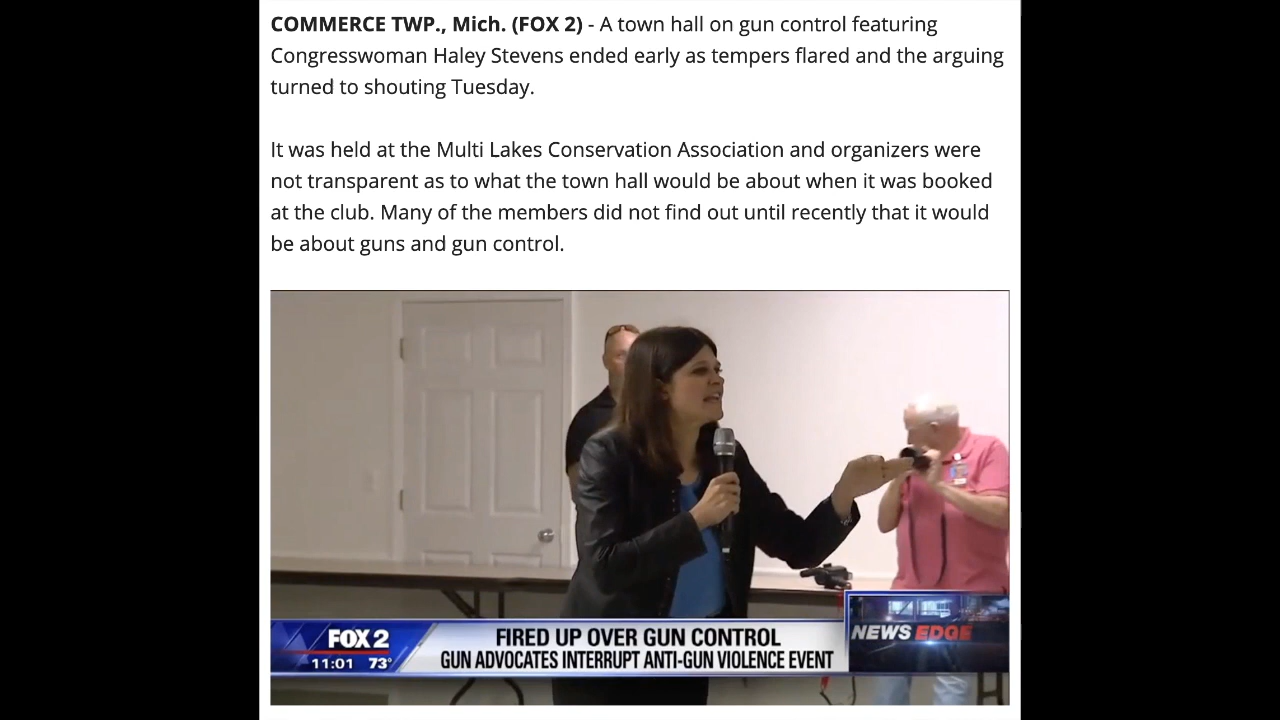 COMMERCE TWP., Mich. (FOX 2) - A town hall on gun control featuring
Congresswoman Haley Stevens ended early as tempers flared and the arguing
turned to shouting Tuesday.
It was held at the Multi Lakes Conservation Association and organizers were
not transparent as to what the town hall would be about when it was booked
at the club. Many of the members did not find out until recently that it would
be about guns and gun control.
FOX 2
11:01 73°
FIRED UP OVER GUN CONTROL
GUN ADVOCATES INTERRUPT ANTI-GUN VIOLENCE EVENT
NEWS EDGE